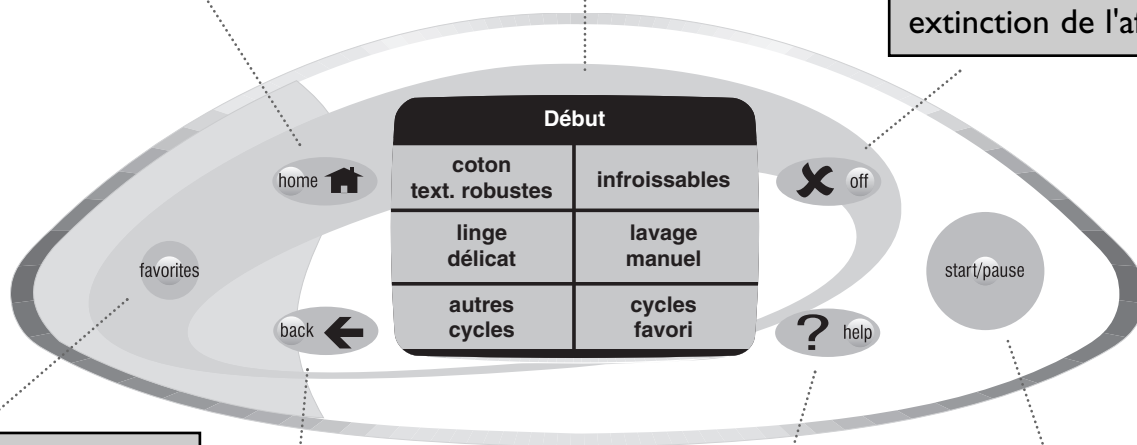 extinction de l'af
Début
coton
text. robustes
infroissables
home
off
linge
délicat
lavage
manuel
favorites
start/pause
autres
cycles
cycles
favori
back
? help